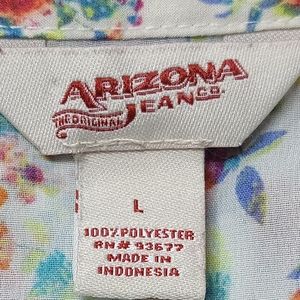 ARIZONA
THE ORIGINAL JEAN CO.
L
100% POLYESTER
RN# 93677
MADE IN
INDONESIA